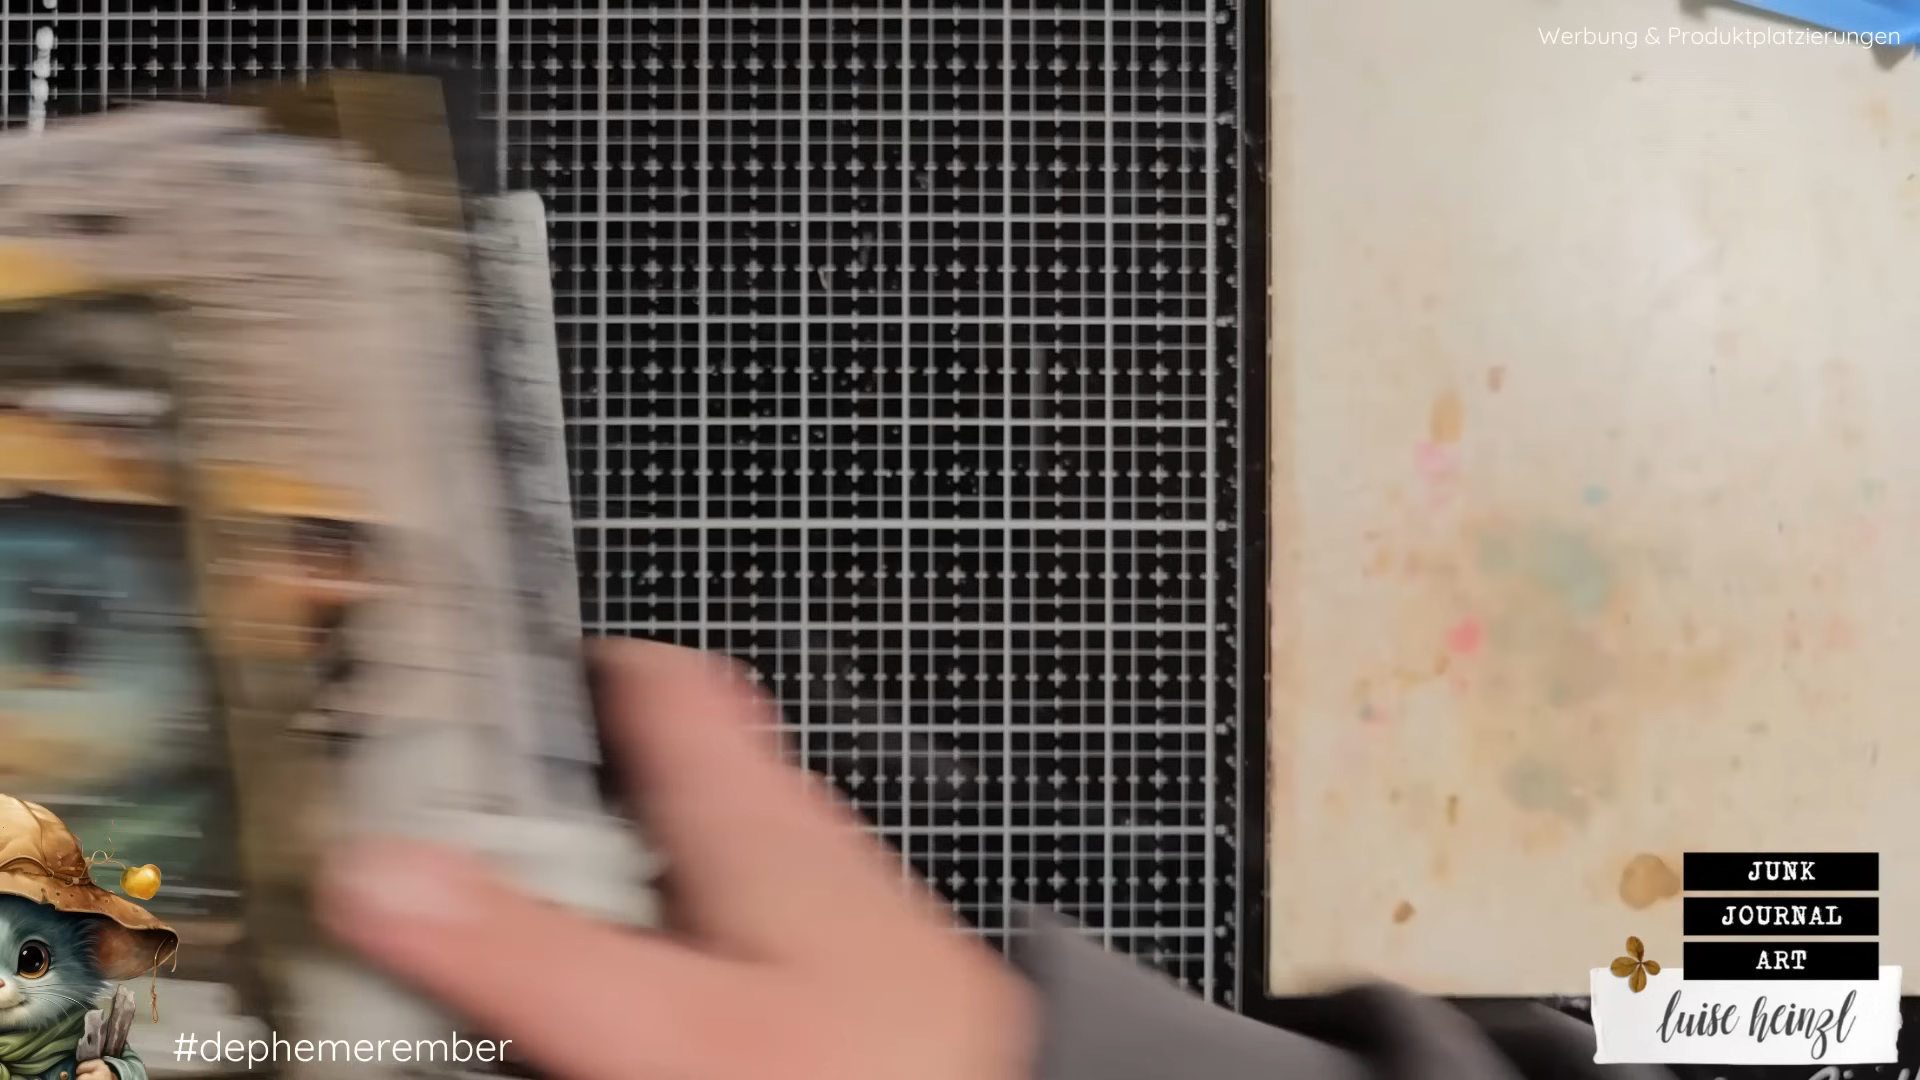 Werbung & Produktplatzierungen
JUNK
JOURNAL
ART
luise heinzl
#dephemerember